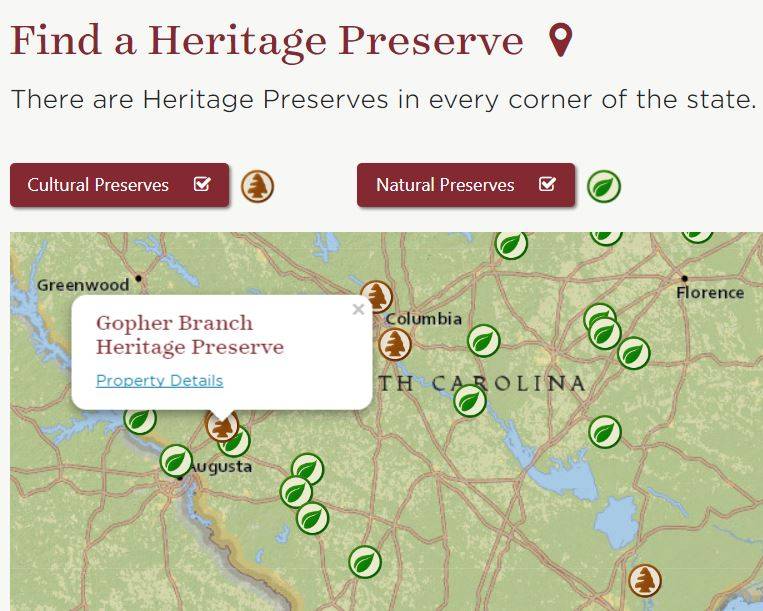 Find a Heritage Preserve
There are Heritage Preserves in every corner of the state.
Cultural Preserves
Natural Preserves
Greenwood
Florence
Gopher Branch
Heritage Preserve
×
Property Details
Columbia
TH CAROLINA
Augusta